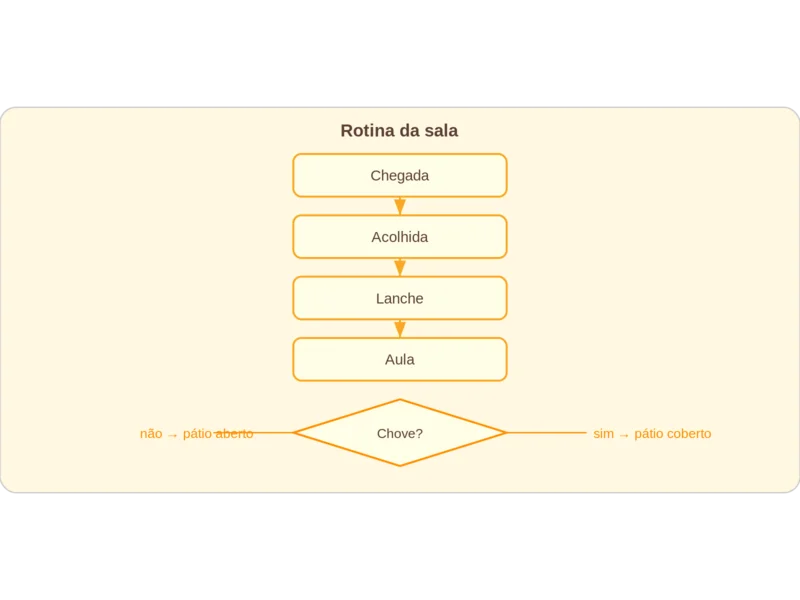 Rotina da sala
Chegada
Acolhida
Lanche
Aula
não → pátio aberto
Chove?
sim → pátio coberto